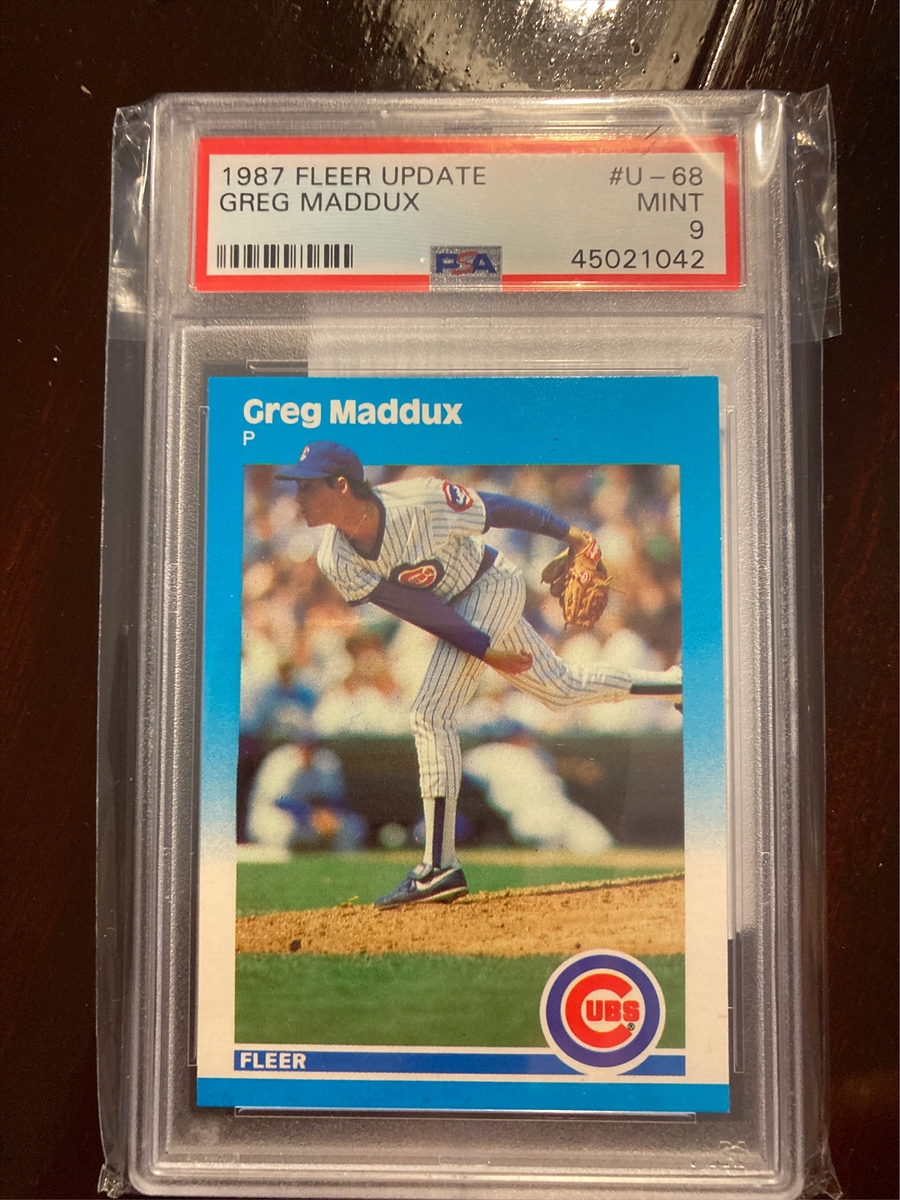 1987 FLEER UPDATE #U-68
GREG MADDUX MINT
9
PSA 45021042
Greg Maddux
P
CUBS®
FLEER